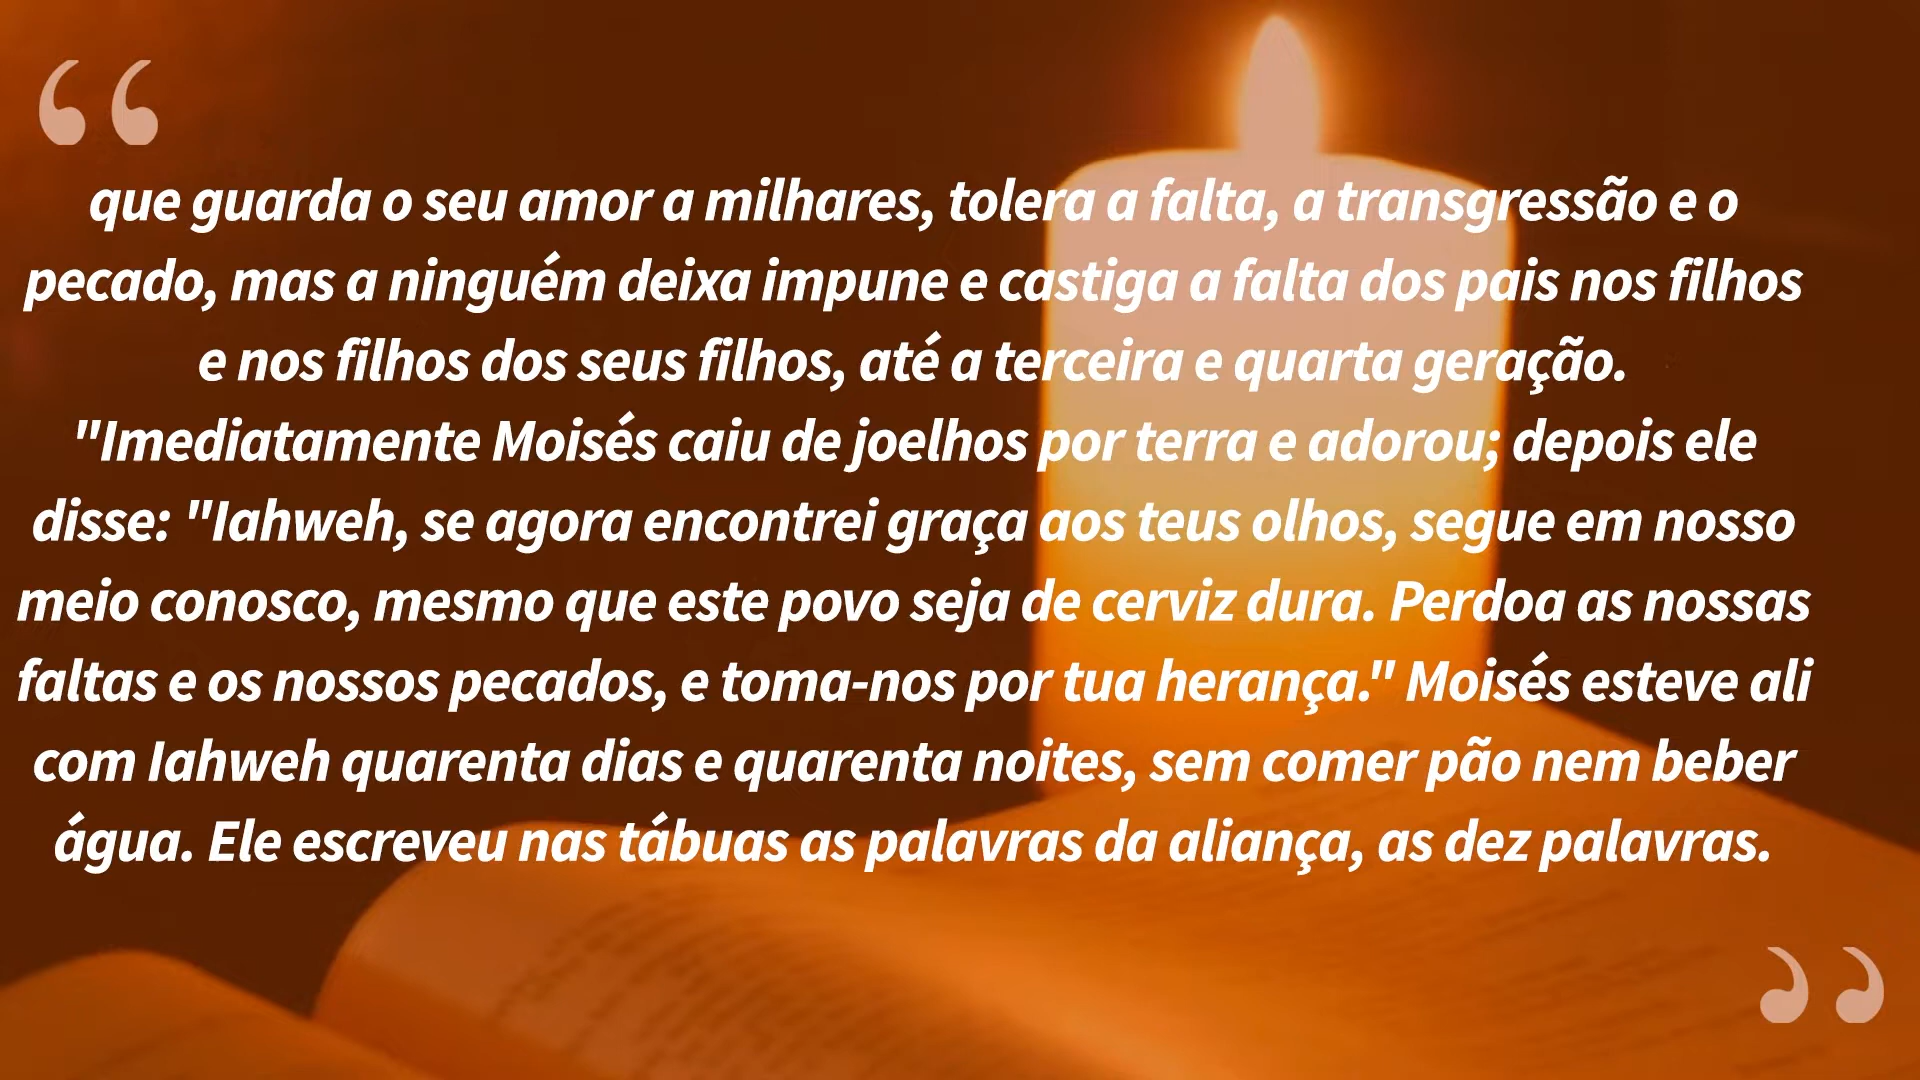 “
que guarda o seu amor a milhares, tolera a falta, a transgressão e o
pecado, mas a ninguém deixa impune e castiga a falta dos pais nos filhos
e nos filhos dos seus filhos, até a terceira e quarta geração.
"Imediatamente Moisés caiu de joelhos por terra e adorou; depois ele
disse: "Iahweh, se agora encontrei graça aos teus olhos, segue em nosso
meio conosco, mesmo que este povo seja de cerviz dura. Perdoa as nossas
faltas e os nossos pecados, e toma-nos por tua herança." Moisés esteve ali
com Iahweh quarenta dias e quarenta noites, sem comer pão nem beber
água. Ele escreveu nas tábuas as palavras da aliança, as dez palavras.
”